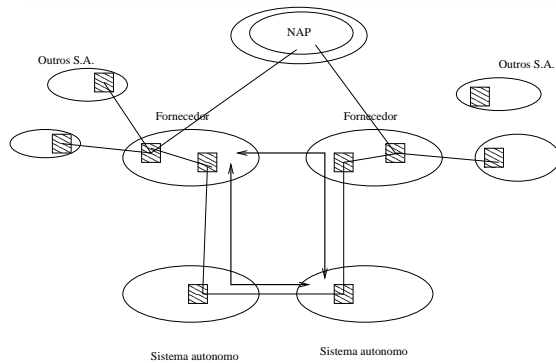 NAP
Outros S.A.
Outros S.A.
Fornecedor
Fornecedor
Sistema autonomo
Sistema autonomo